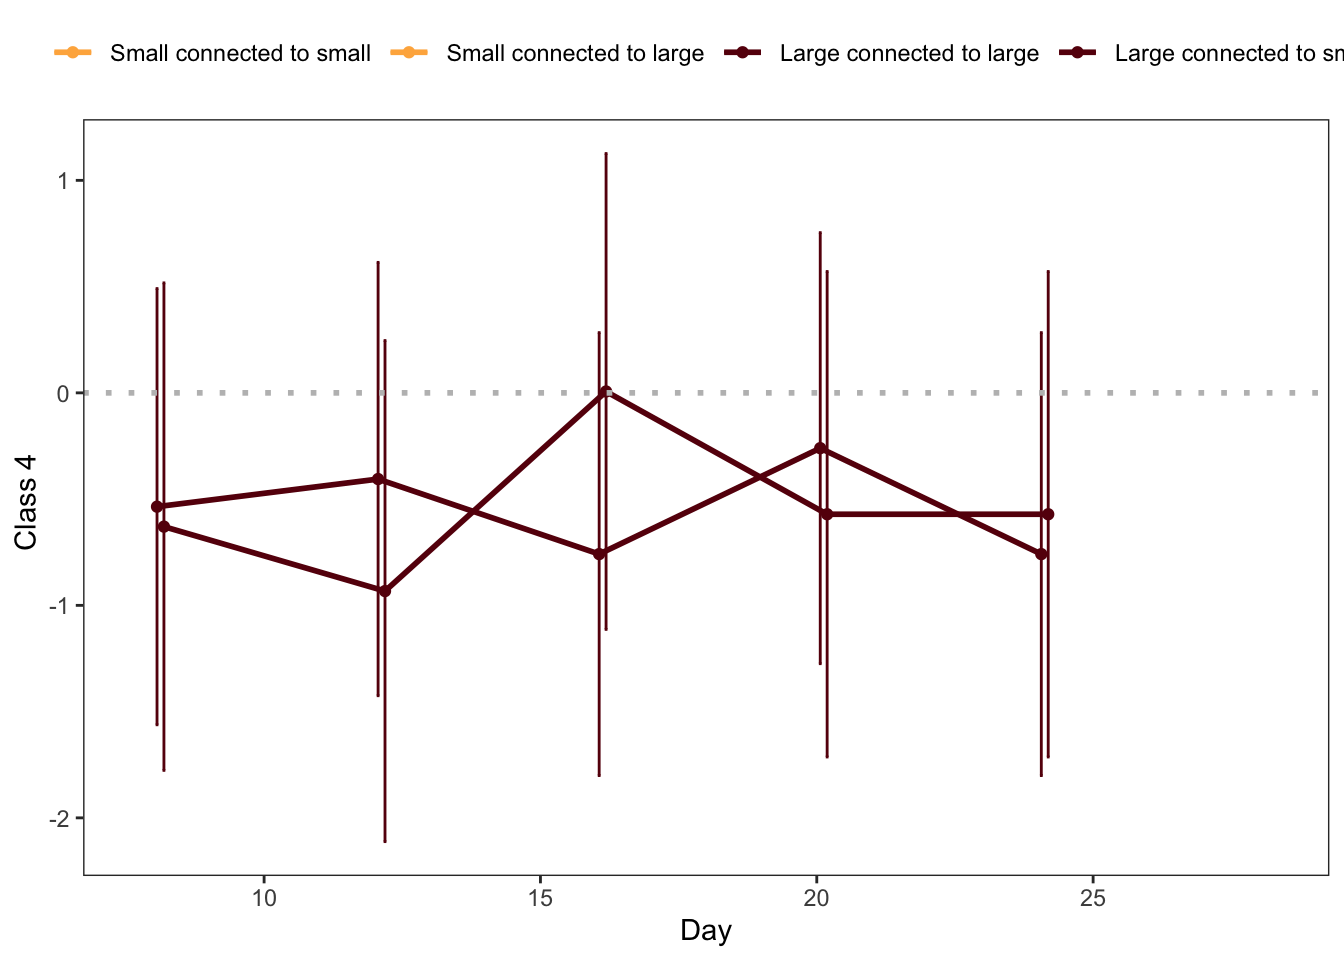 Small connected to small Small connected to large Large connected to large Large connected to sm
1
0
-1
-2
Class 4
10 15 20 25
Day